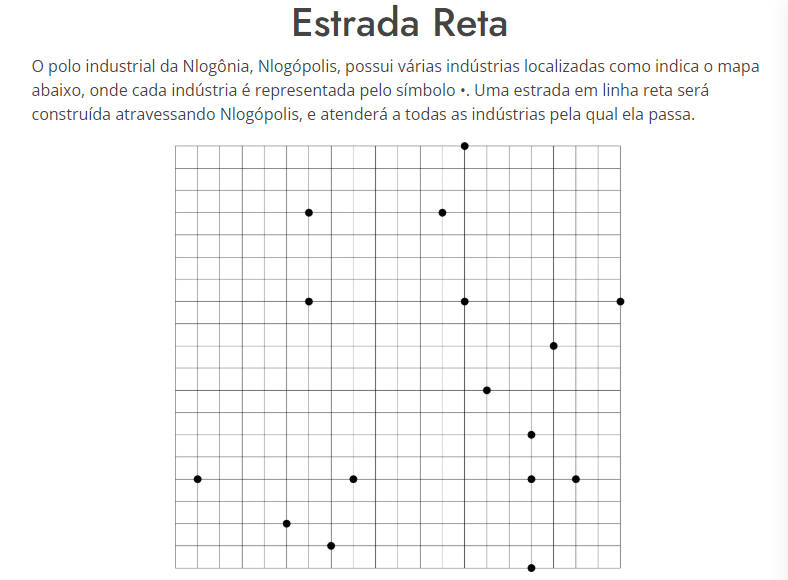 Estrada Reta
O polo industrial da Nlogônia, Nlogópolis, possui várias indústrias localizadas como indica o mapa
abaixo, onde cada indústria é representada pelo símbolo •. Uma estrada em linha reta será
construída atravessando Nlogópolis, e atenderá a todas as indústrias pela qual ela passa.